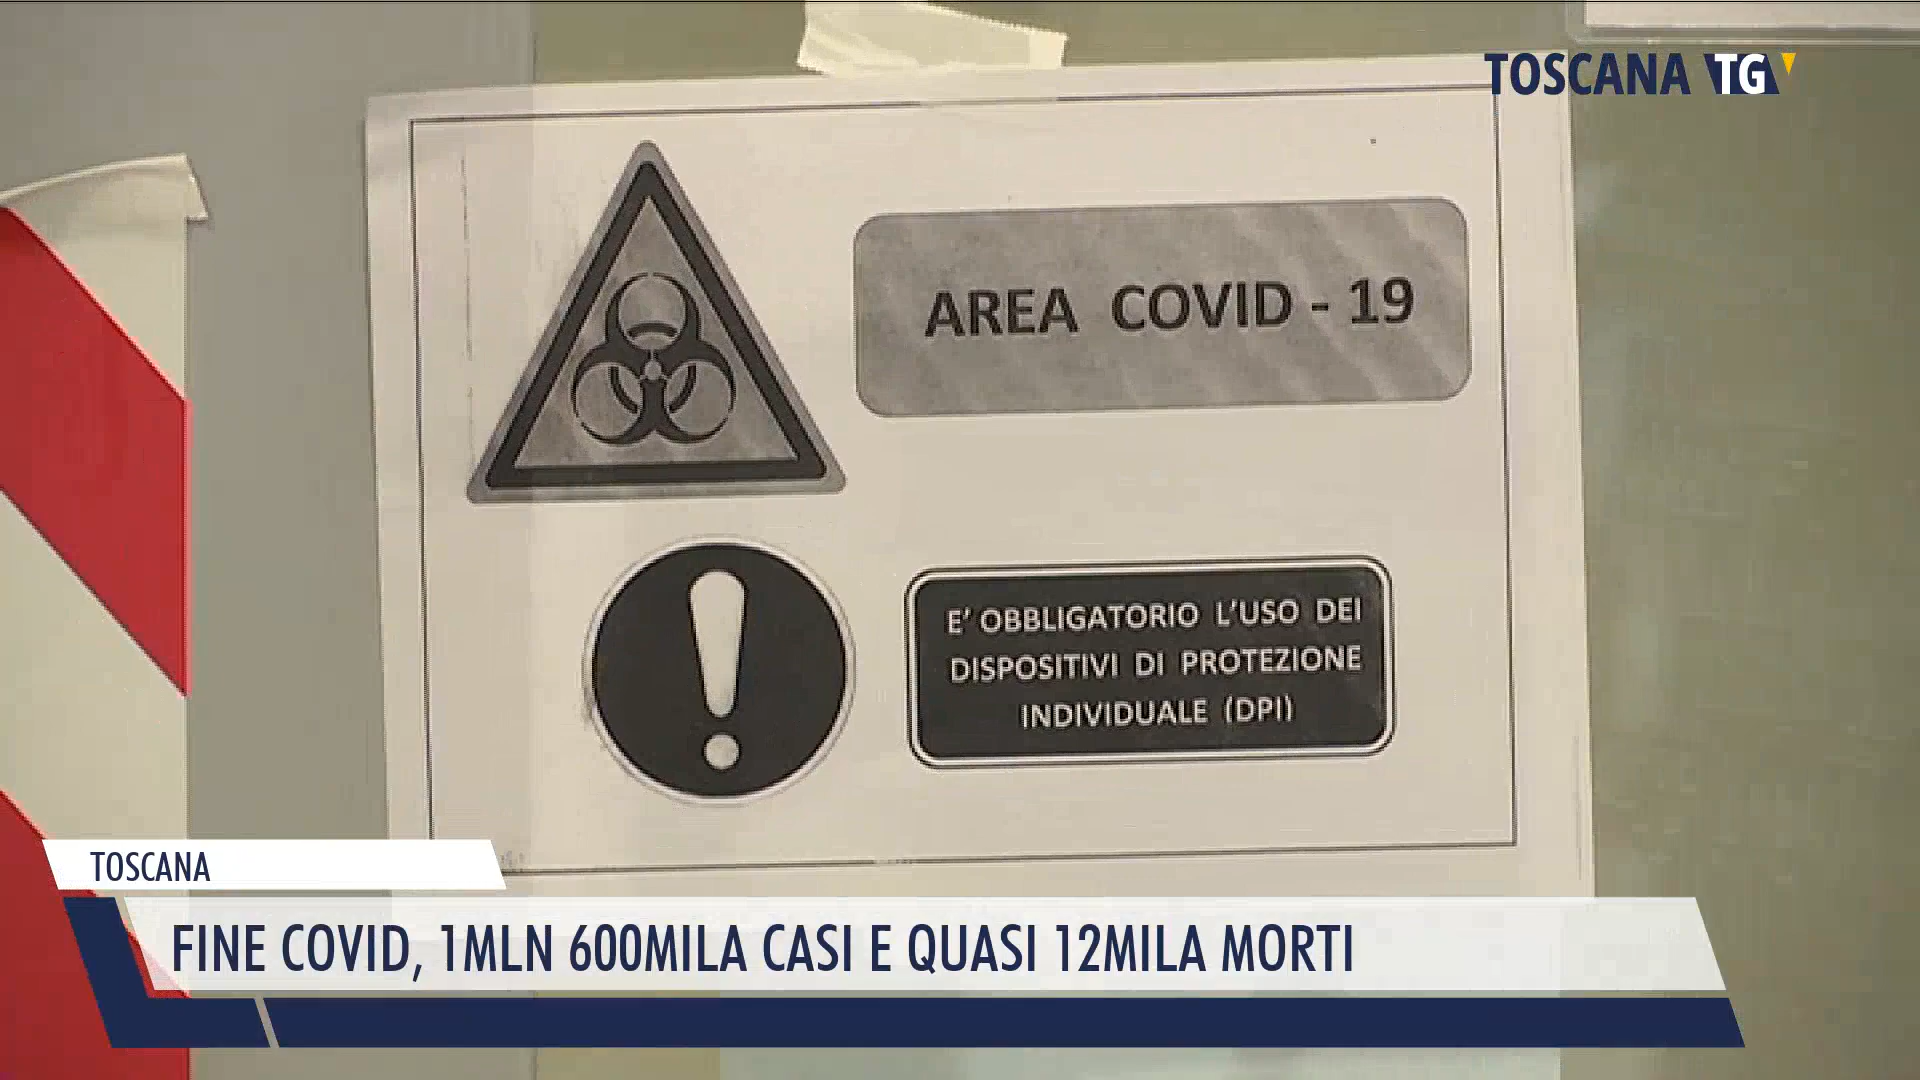 TOSCANA TG
AREA COVID - 19
E' OBBLIGATORIO L'USO DEI
DISPOSITIVI DI PROTEZIONE
INDIVIDUALE (DPI)
TOSCANA
FINE COVID, 1MLN 600MILA CASI E QUASI 12MILA MORTI